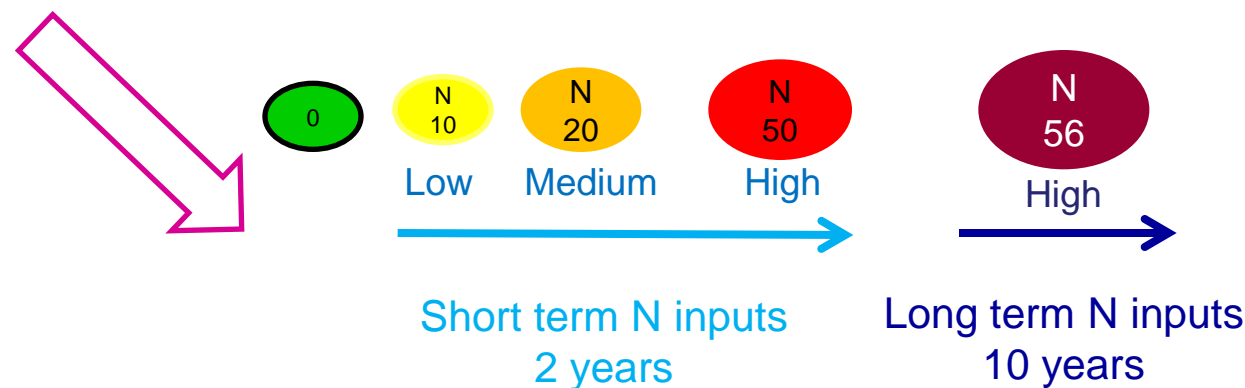 0
N
10
N
20
N
50
N
56
Low
Medium
High
High
Short term N inputs
2 years
Long term N inputs
10 years